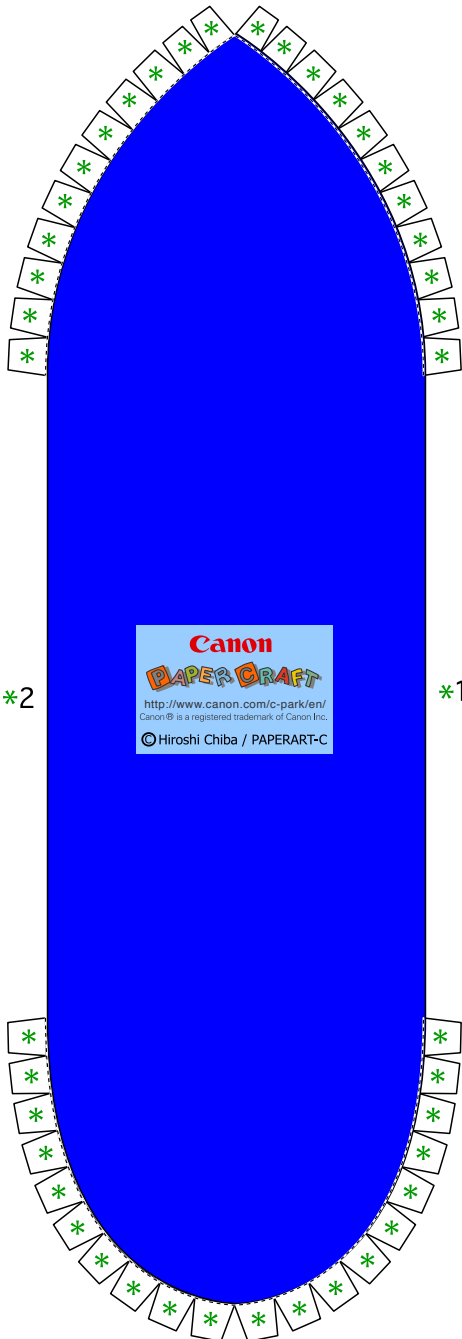 Canon
PAPER CRAFT
http://www.canon.com/c-park/en/
Canon® is a registered trademark of Canon Inc.
©Hiroshi Chiba / PAPERART-C
*2
*1